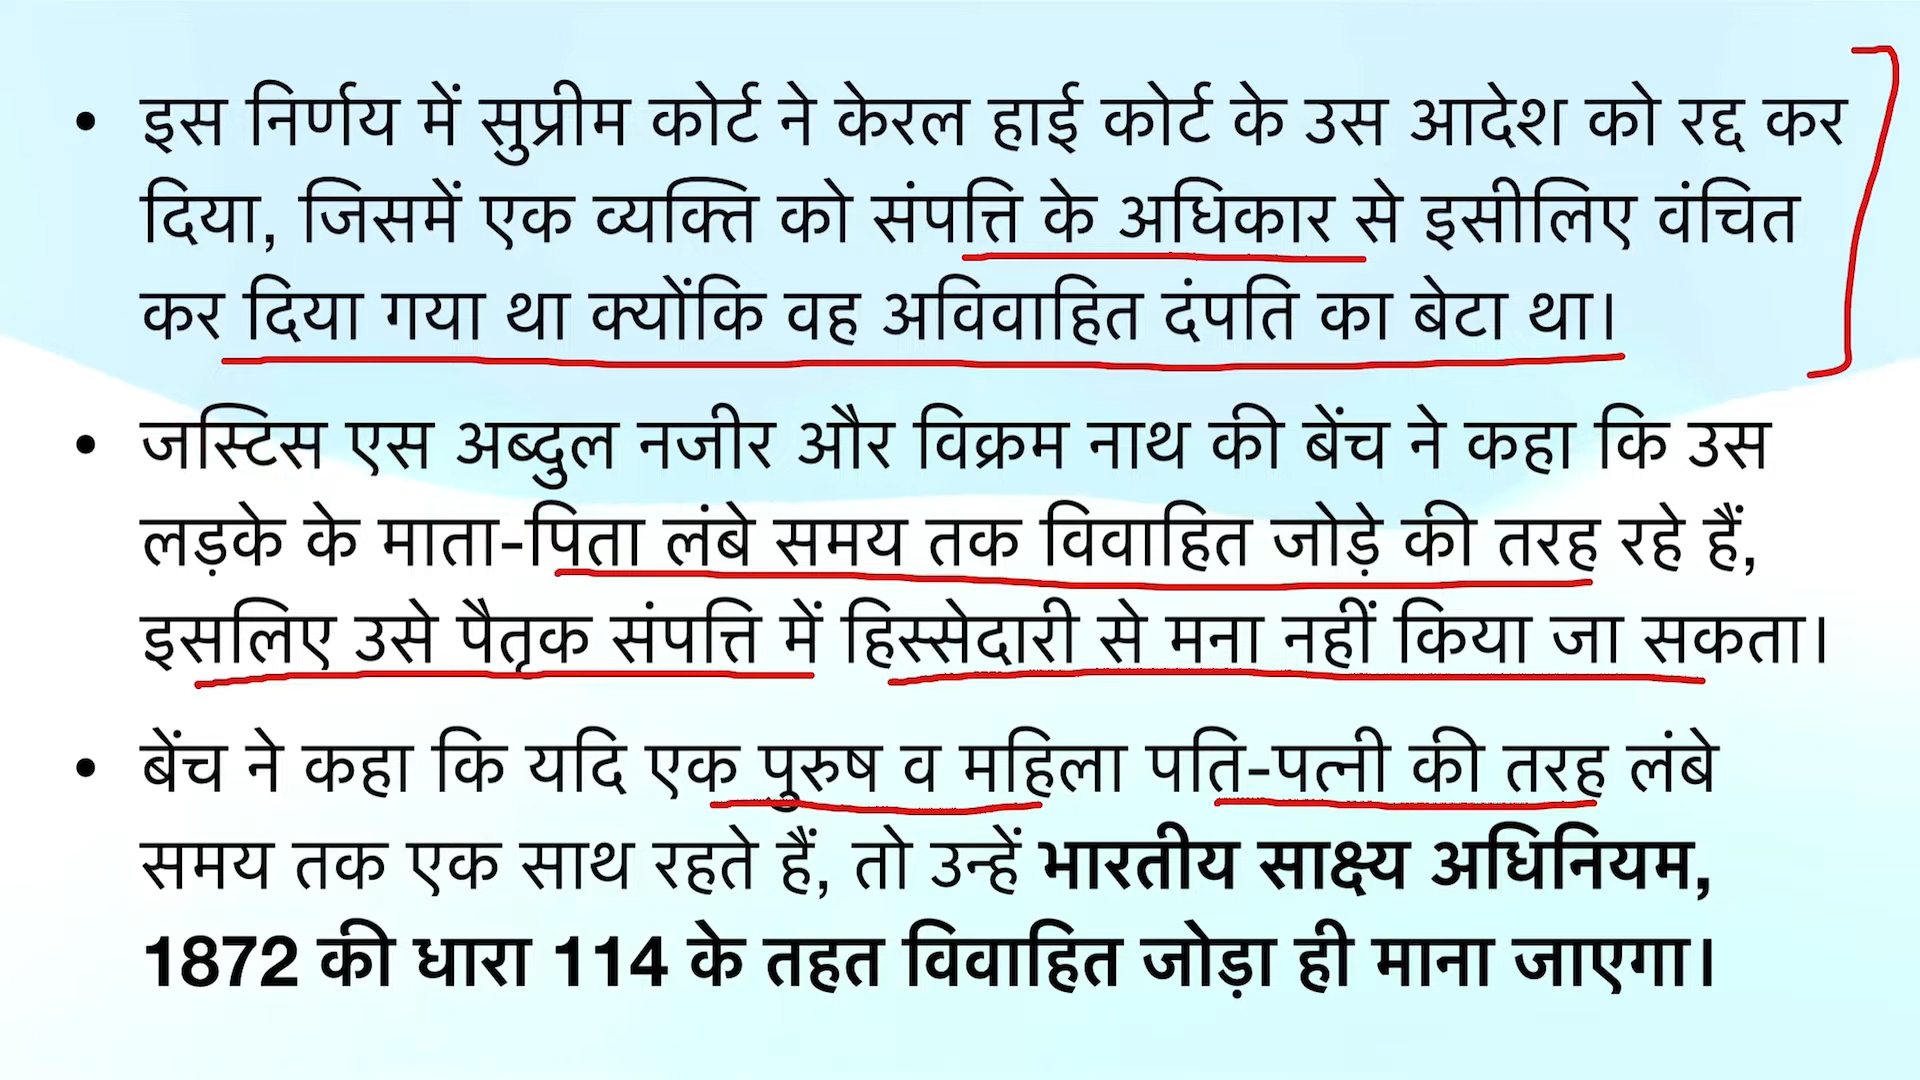 • इस निर्णय में सुप्रीम कोर्ट ने केरल हाई कोर्ट के उस आदेश को रद्द कर
दिया, जिसमें एक व्यक्ति को संपत्ति के अधिकार से इसीलिए वंचित
कर दिया गया था क्योंकि वह अविवाहित दंपति का बेटा था।
• जस्टिस एस अब्दुल नजीर और विक्रम नाथ की बेंच ने कहा कि उस
लड़के के माता-पिता लंबे समय तक विवाहित जोड़े की तरह रहे हैं,
इसलिए उसे पैतृक संपत्ति में हिस्सेदारी से मना नहीं किया जा सकता।
• बेंच ने कहा कि यदि एक पुरुष व महिला पति-पत्नी की तरह लंबे
समय तक एक साथ रहते हैं, तो उन्हें भारतीय साक्ष्य अधिनियम,
1872 की धारा 114 के तहत विवाहित जोड़ा ही माना जाएगा।